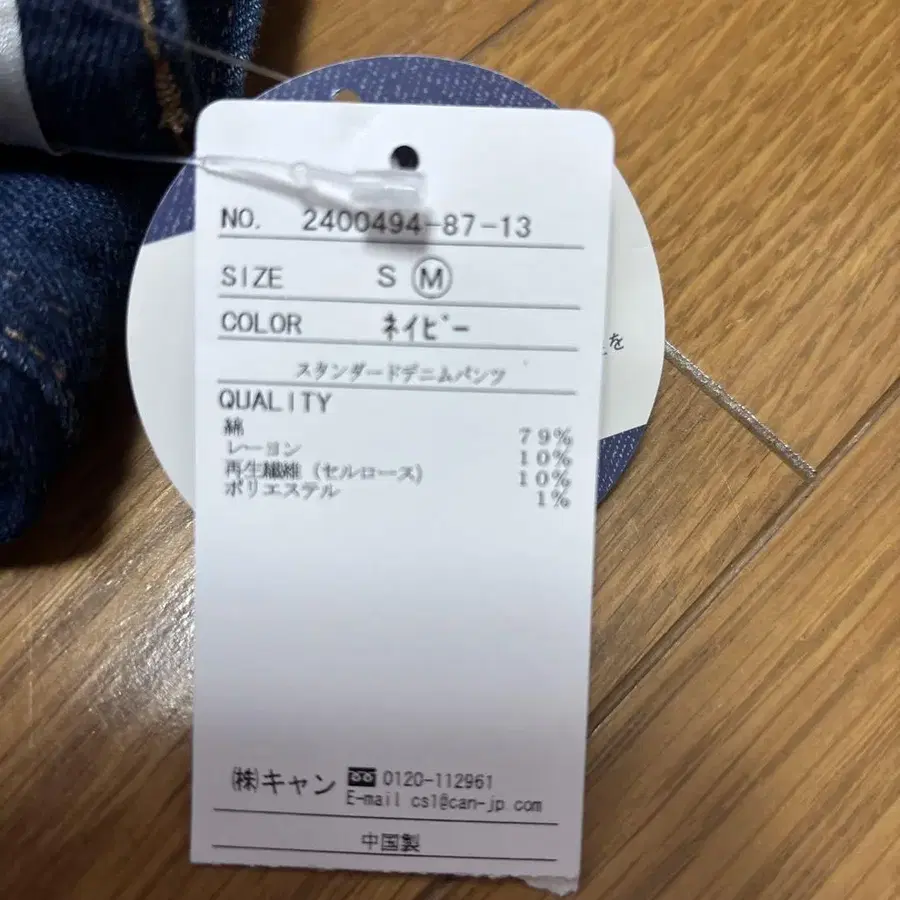 NO. 2400494-87-13
SIZE S Ⓜ
COLOR ネイビー
スタンダードデニムパンツ
QUALITY
綿 79%
レーヨン 10%
再生繊維(セルロース) 10%
ポリエステル 1%
㈱キャン 0120-112961
E-mail cs1@can-jp.com
中国製
を